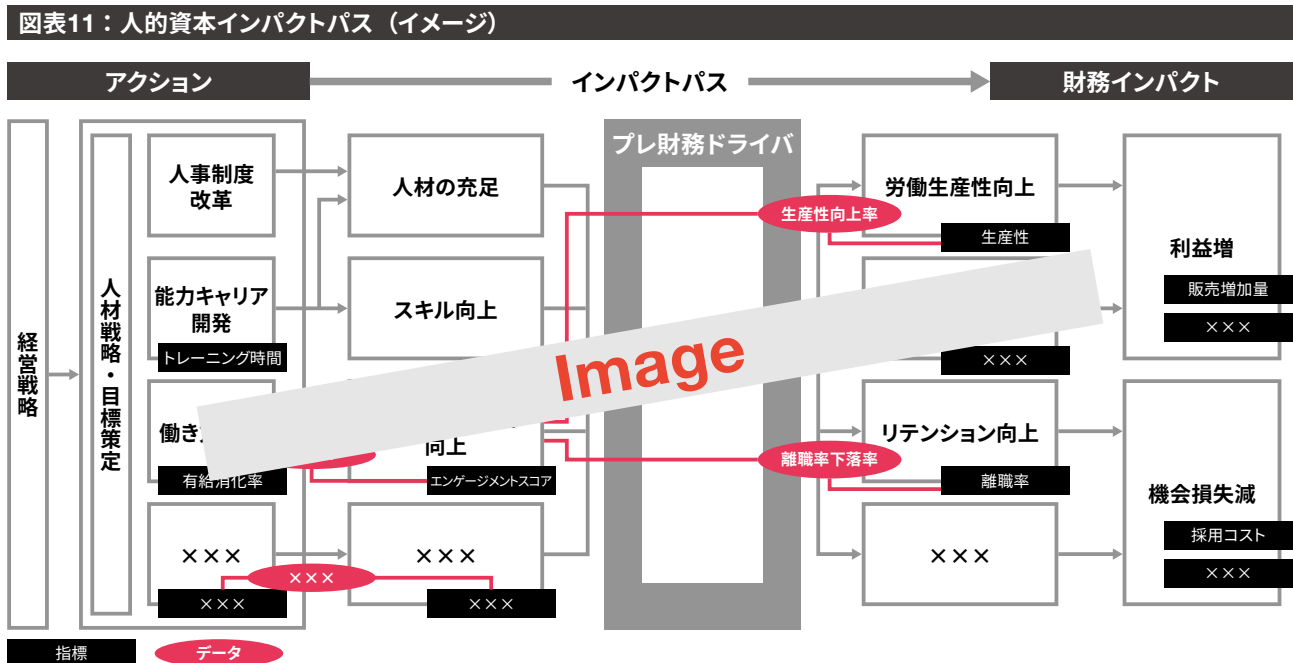 図表11：人的資本インパクトパス（イメージ）
アクション
インパクトパス
財務インパクト
経営戦略
人材戦略・目標策定
人事制度
改革
能力キャリア
開発
トレーニング時間
働き
有給消化率
×××
×××
人材の充足
スキル向上
向上
エンゲージメントスコア
×××
×××
×××
プレ財務ドライバ
生産性向上率
離職率下落率
労働生産性向上
生産性
×××
リテンション向上
離職率
×××
利益増
販売増加量
×××
機会損失減
採用コスト
×××
Image
指標
データ